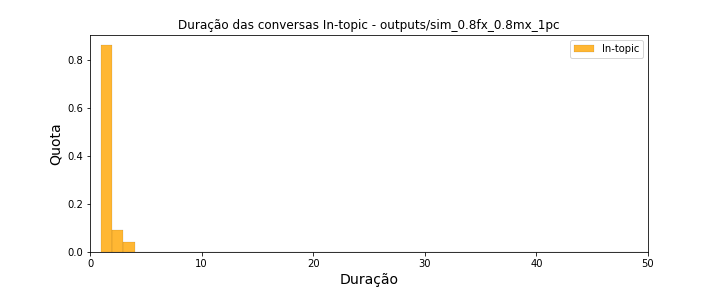 Duração das conversas In-topic - outputs/sim_0.8fx_0.8mx_1pc
In-topic
Quota
0.8
0.6
0.4
0.2
0.0
0 10 20 30 40 50
Duração